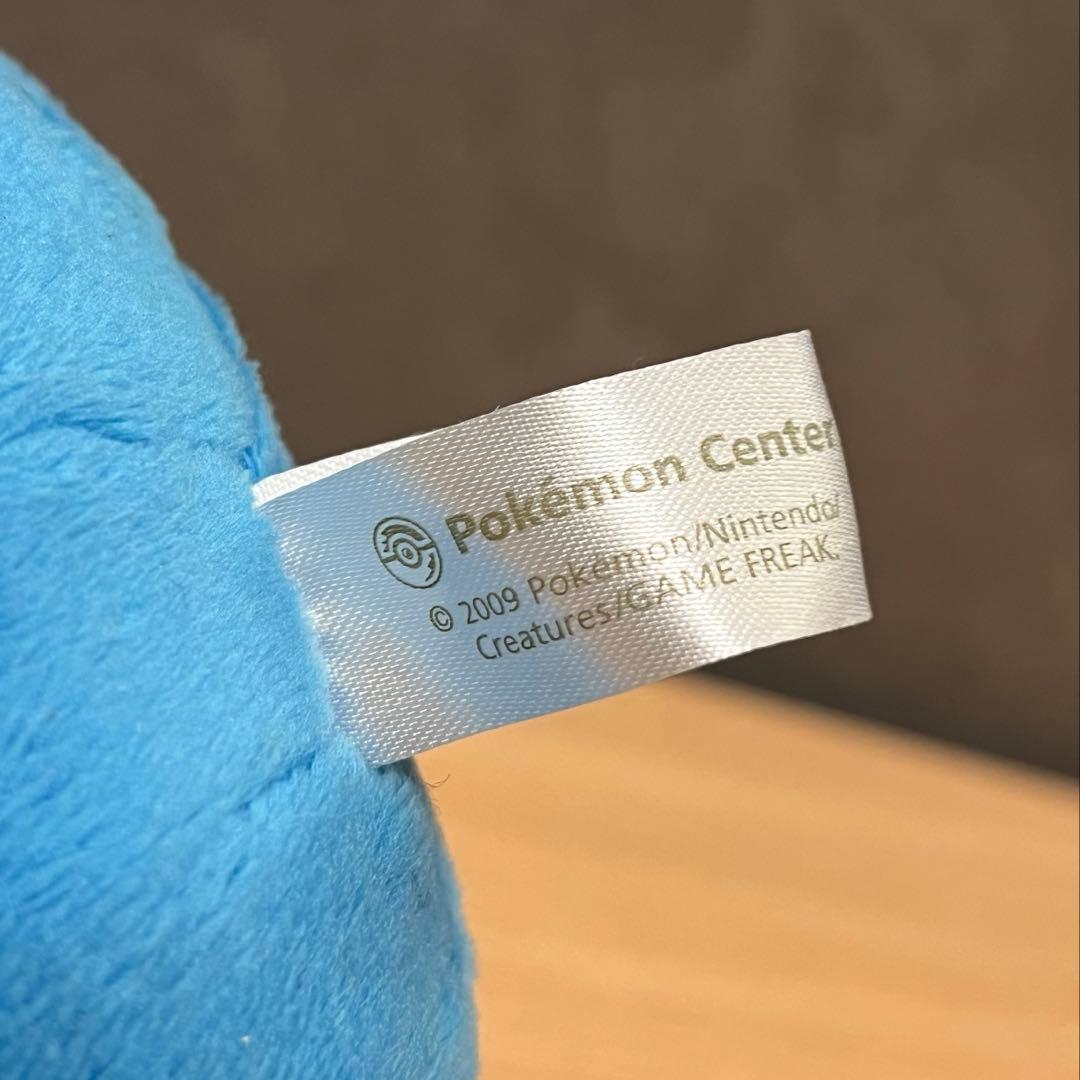 Pokémon Center
© 2009 Pokémon/Nintendo/
Creatures/GAME FREAK.